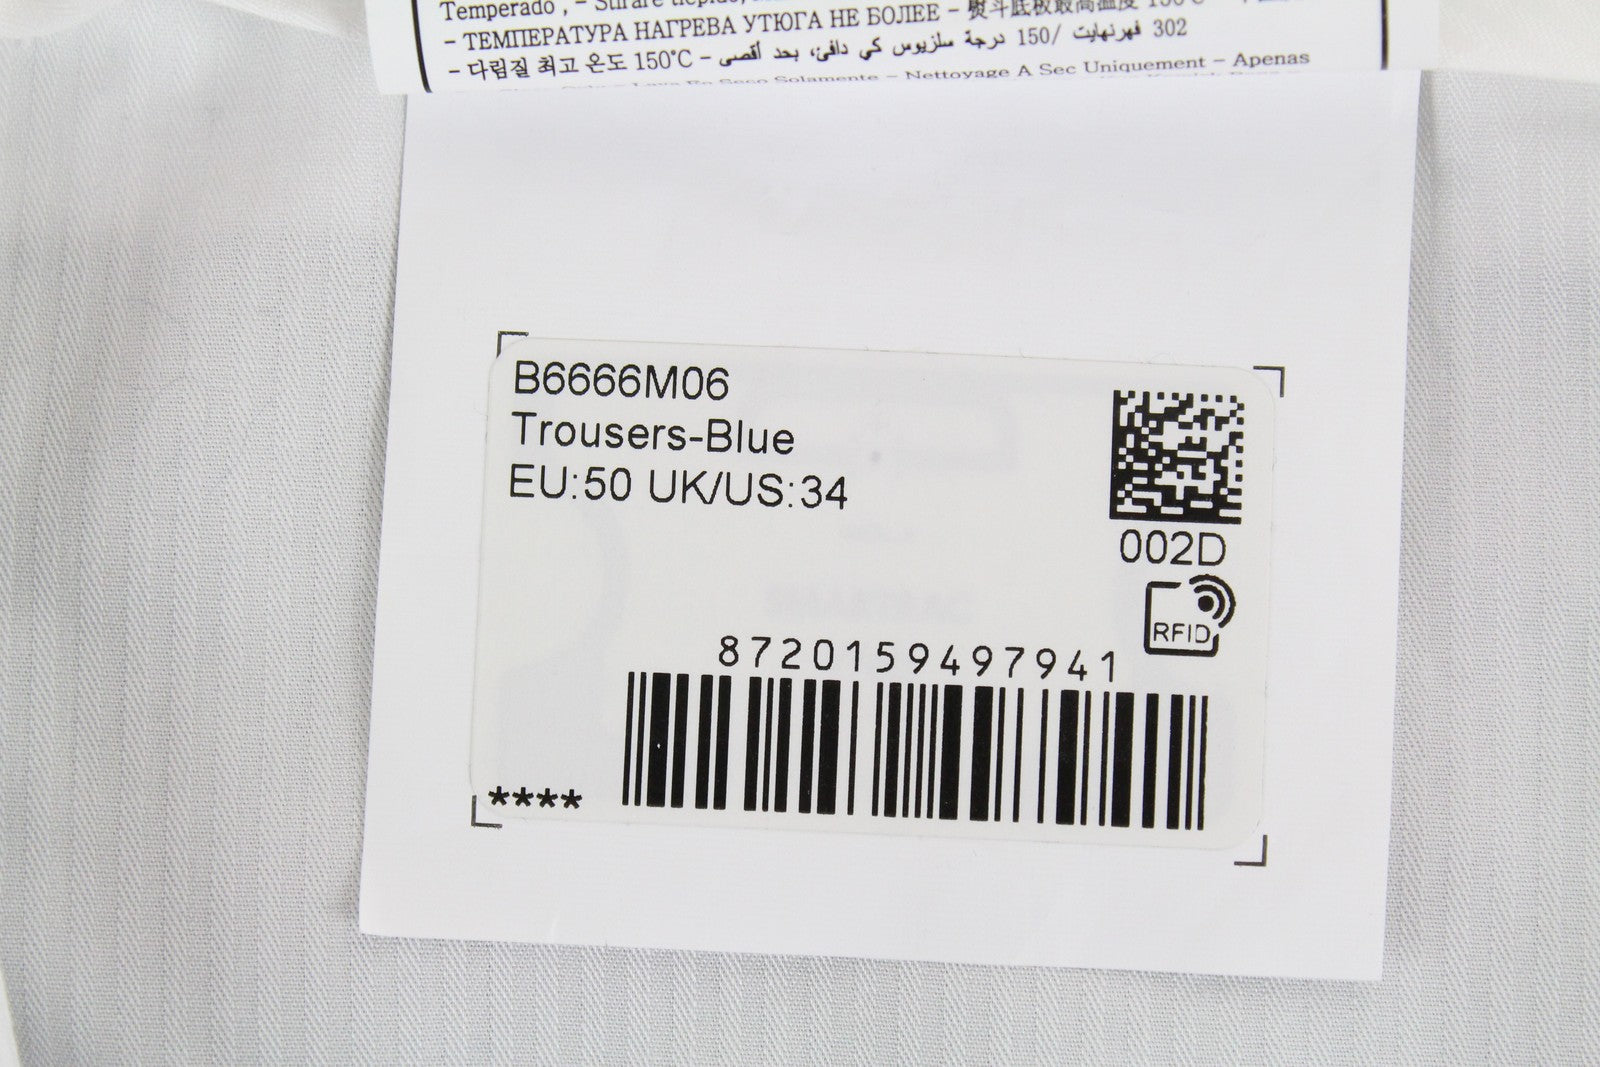 Temperado , –
– ТЕМПЕРАТУРА НАГРЕВА УТЮГА НЕ БОЛЕЕ – 熨斗底板最高温度 150°C –
– 다림질 최고 온도 150°C – درجة سلزيوس كي دافئ، بحد أقصى 150/ فهرنهايت 302
Solamente – Nettoyage A Sec Uniquement – Apenas
B6666M06
Trousers-Blue
EU:50 UK/US:34
002D
RFID
8720159497941
****